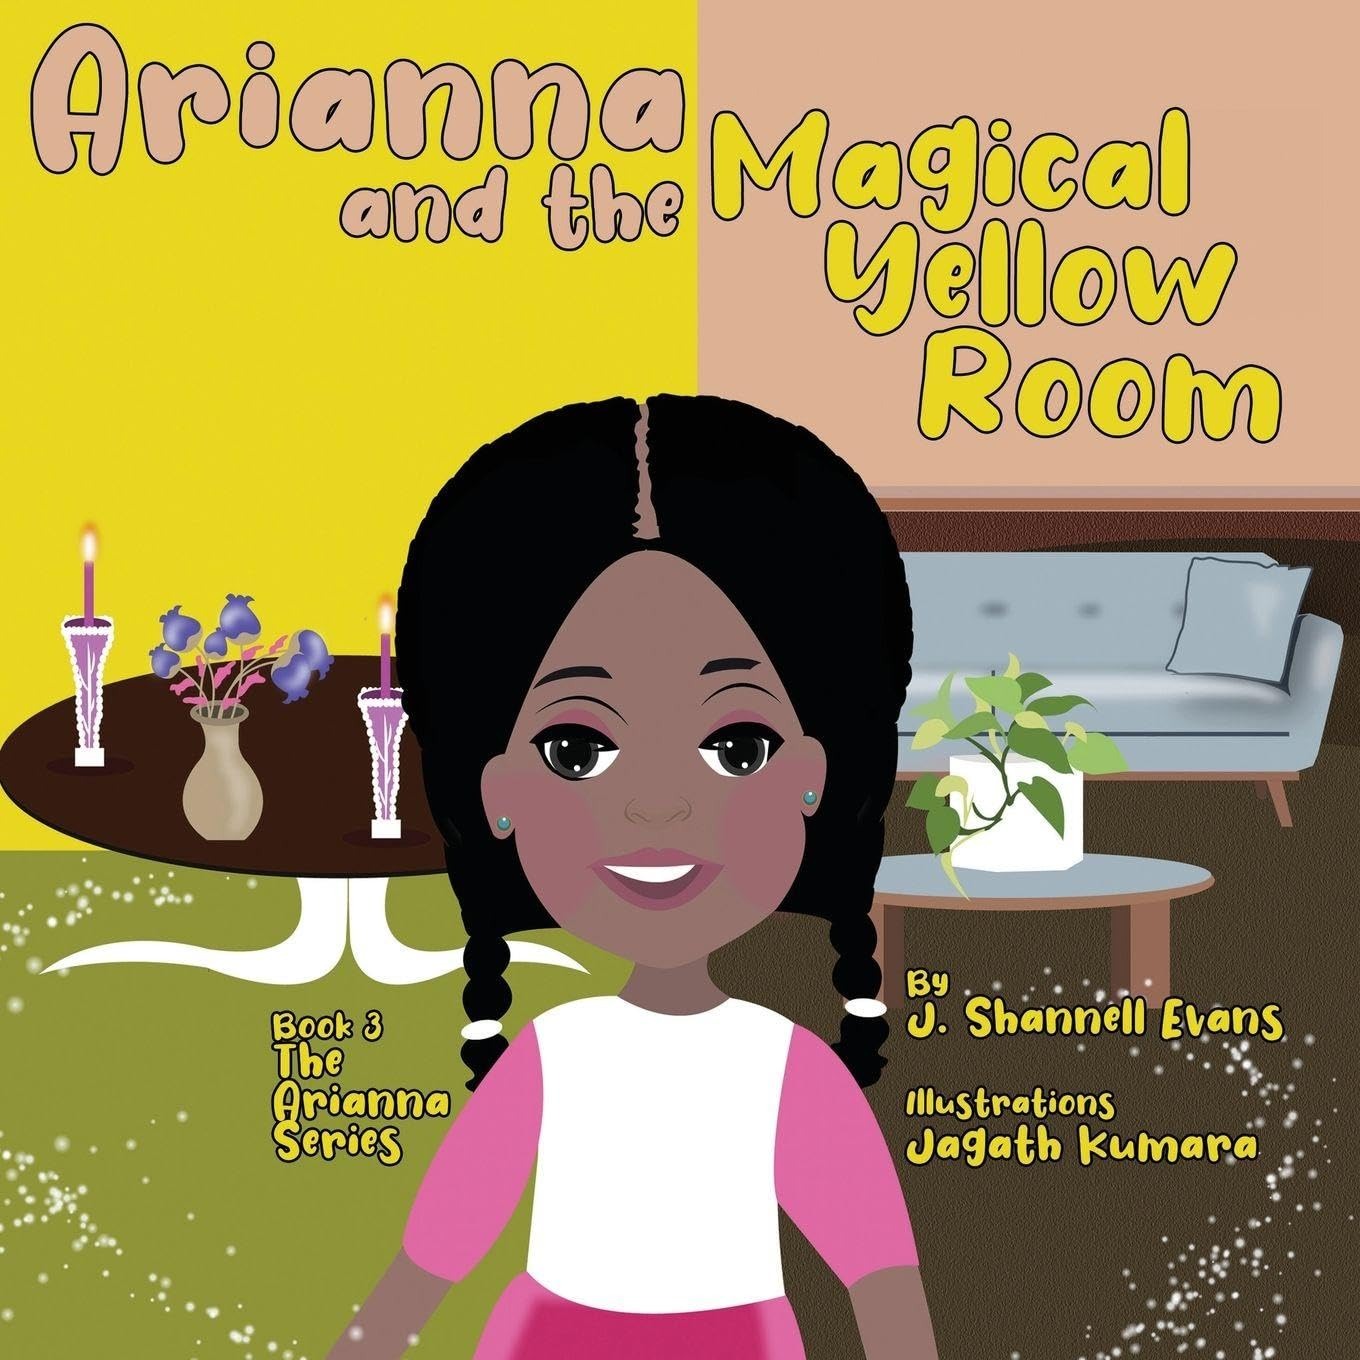 Arianna
and the
Magical
Yellow
Room
Book 3
The
Arianna
Series
By
J. Shannell Evans
Illustrations
Jagath Kumara